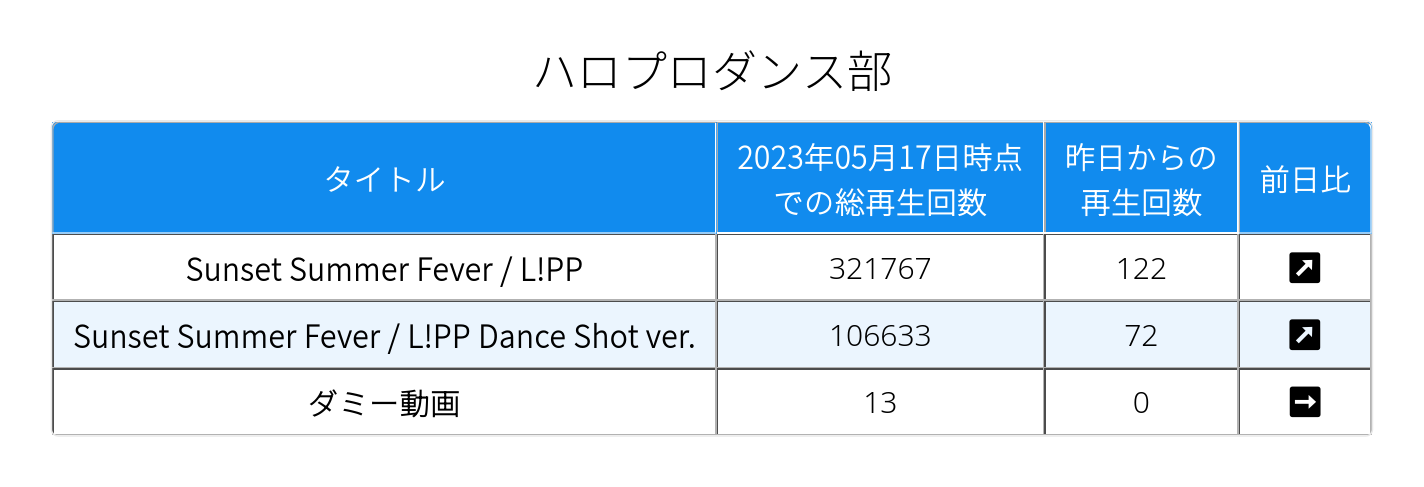 ハロプロダンス部
タイトル
2023年05月17日時点
での総再生回数
昨日からの
再生回数
前日比
Sunset Summer Fever / L!PP
321767
122
Sunset Summer Fever / L!PP Dance Shot ver.
106633
72
ダミー動画
13
0